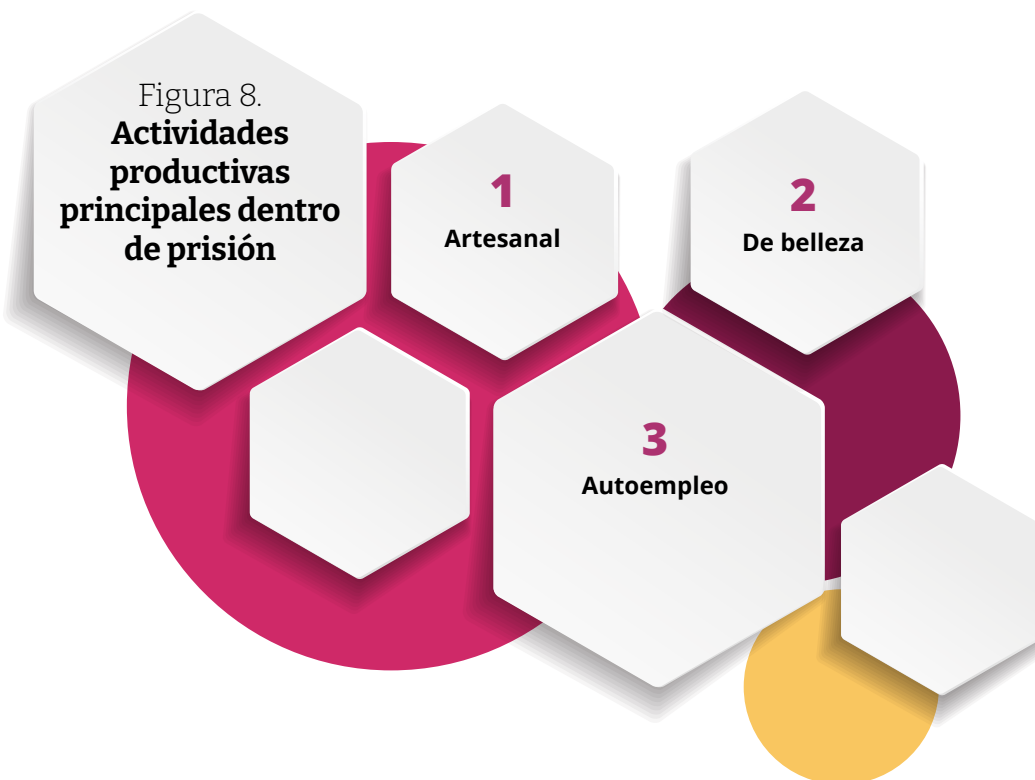 Figura 8.
Actividades
productivas
principales dentro
de prisión
1
Artesanal
2
De belleza
3
Autoempleo